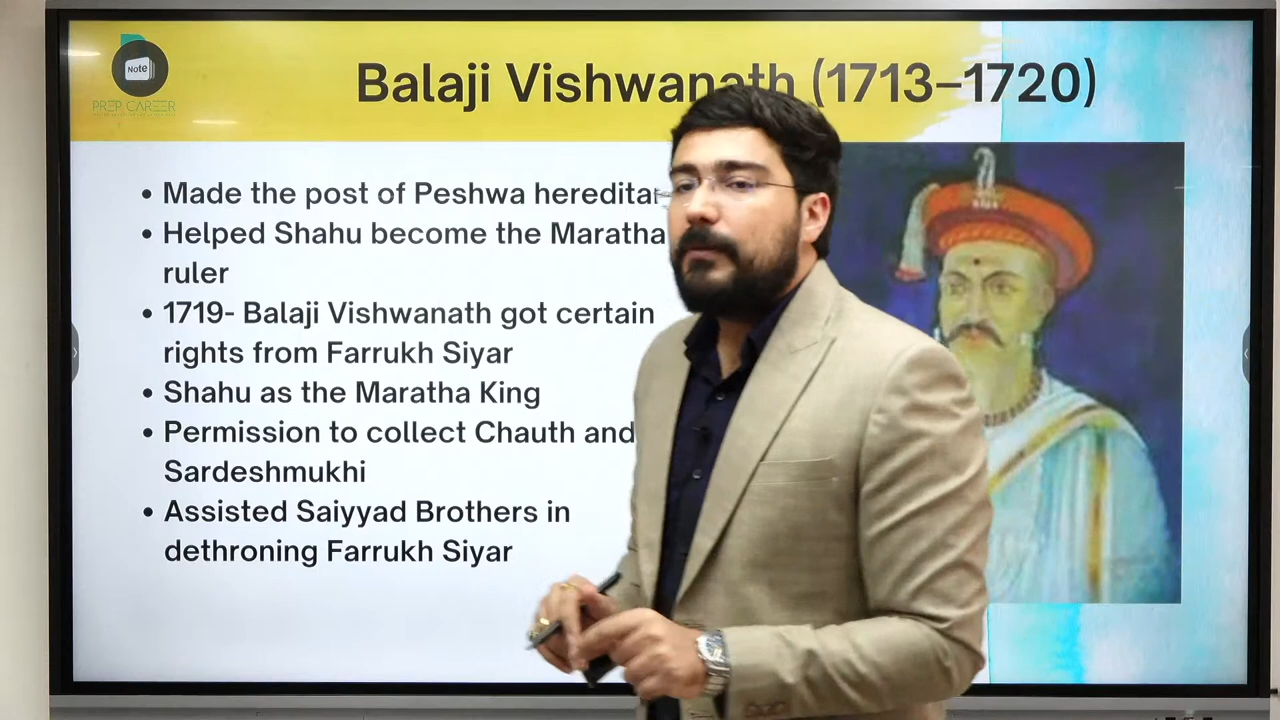 Note
PREP CAREER
Balaji Vishwanath (1713–1720)
• Made the post of Peshwa heredita
• Helped Shahu become the Maratha
ruler
• 1719- Balaji Vishwanath got certain
rights from Farrukh Siyar
• Shahu as the Maratha King
• Permission to collect Chauth and
Sardeshmukhi
• Assisted Saiyyad Brothers in
dethroning Farrukh Siyar